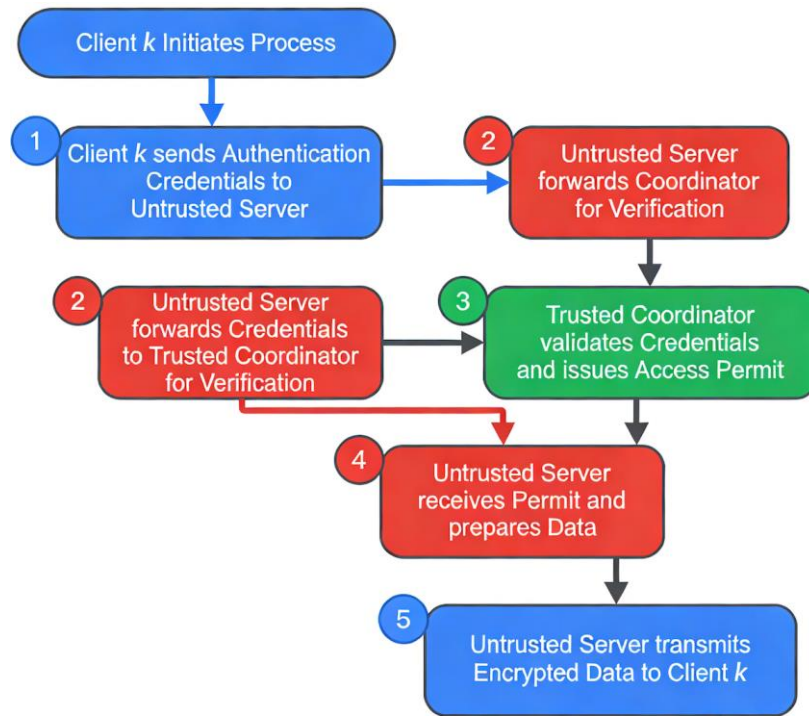 Client k Initiates Process
1
Client k sends Authentication
Credentials to
Untrusted Server
2
Untrusted Server
forwards Coordinator
for Verification
2
Untrusted Server
forwards Credentials
to Trusted Coordinator
for Verification
3
Trusted Coordinator
validates Credentials
and issues Access Permit
4
Untrusted Server
receives Permit and
prepares Data
5
Untrusted Server transmits
Encrypted Data to Client k